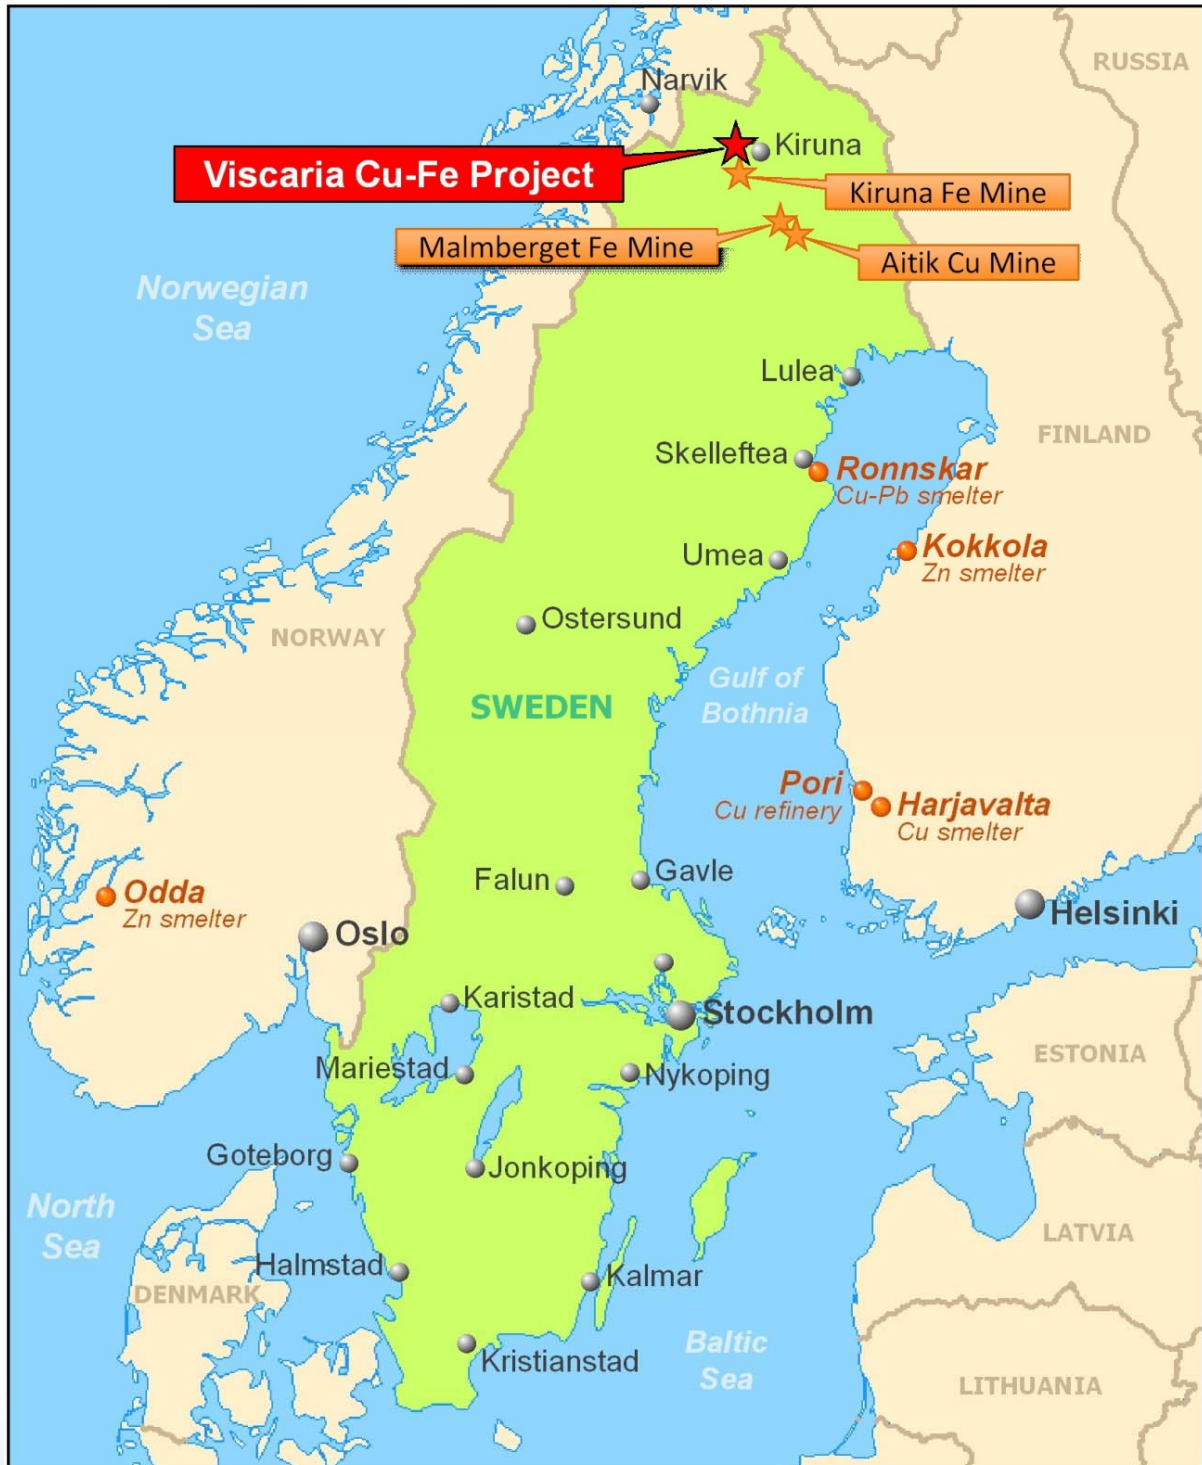 RUSSIA
Narvik
Kiruna
Viscaria Cu-Fe Project
Kiruna Fe Mine
Malmberget Fe Mine
Aitik Cu Mine
Norwegian
Sea
Lulea
FINLAND
Skelleftea
Ronnskar
Cu-Pb smelter
Umea
Kokkola
Zn smelter
Ostersund
NORWAY
SWEDEN
Gulf of
Bothnia
Pori
Cu refinery
Harjavalta
Cu smelter
Falun
Gavle
Odda
Zn smelter
Oslo
Helsinki
Karistad
Stockholm
Mariestad
Nykoping
ESTONIA
Goteborg
Jonkoping
North
Sea
LATVIA
Halmstad
Kalmar
DENMARK
Kristianstad
Baltic
Sea
LITHUANIA